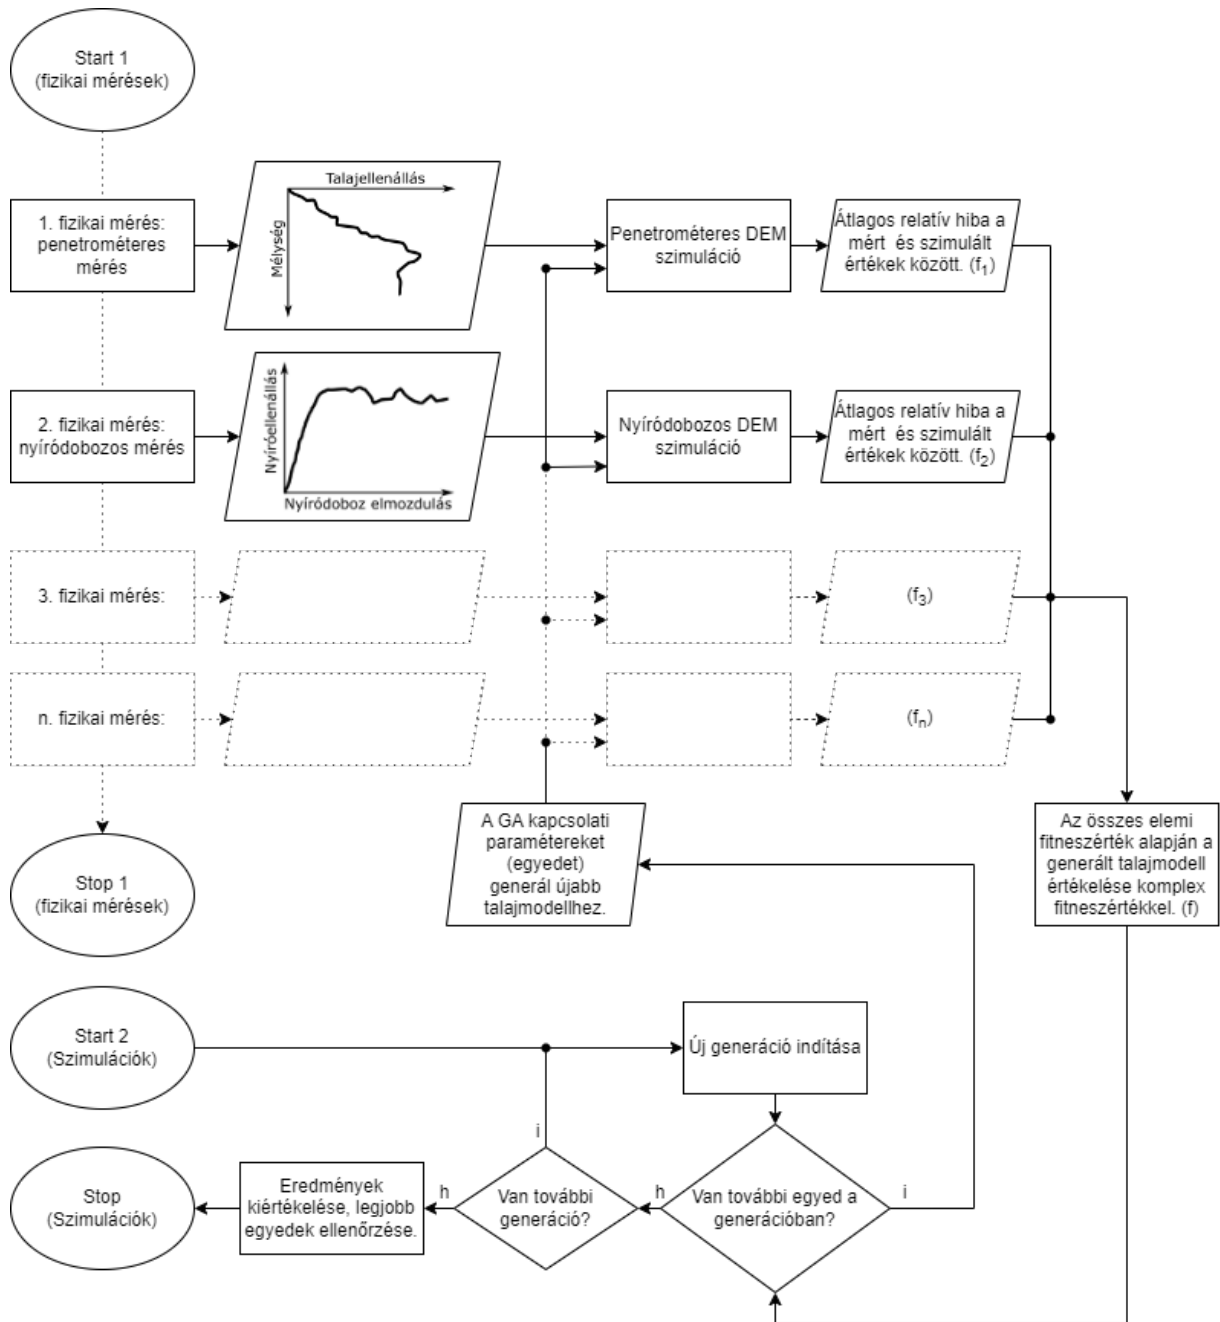 Start 1
(fizikai mérések)
1. fizikai mérés:
penetrométeres
mérés
Talajellenállás
Mélység
Penetrométeres DEM
szimuláció
Átlagos relatív hiba a
mért és szimulált
értékek között. (f1)
2. fizikai mérés:
nyíródobozos mérés
Nyíróellenállás
Nyíródoboz elmozdulás
Nyíródobozos DEM
szimuláció
Átlagos relatív hiba a
mért és szimulált
értékek között. (f2)
3. fizikai mérés:
(f3)
n. fizikai mérés:
(fn)
Stop 1
(fizikai mérések)
A GA kapcsolati
paramétereket
(egyedet)
generál újabb
talajmodellhez.
Az összes elemi
fitneszérték alapján a
generált talajmodell
értékelése komplex
fitneszértékkel. (f)
Start 2
(Szimulációk)
Új generáció indítása
Stop
(Szimulációk)
Eredmények
kiértékelése, legjobb
egyedek ellenőrzése.
h
Van további
generáció?
i
h
Van további egyed a
generációban?
i